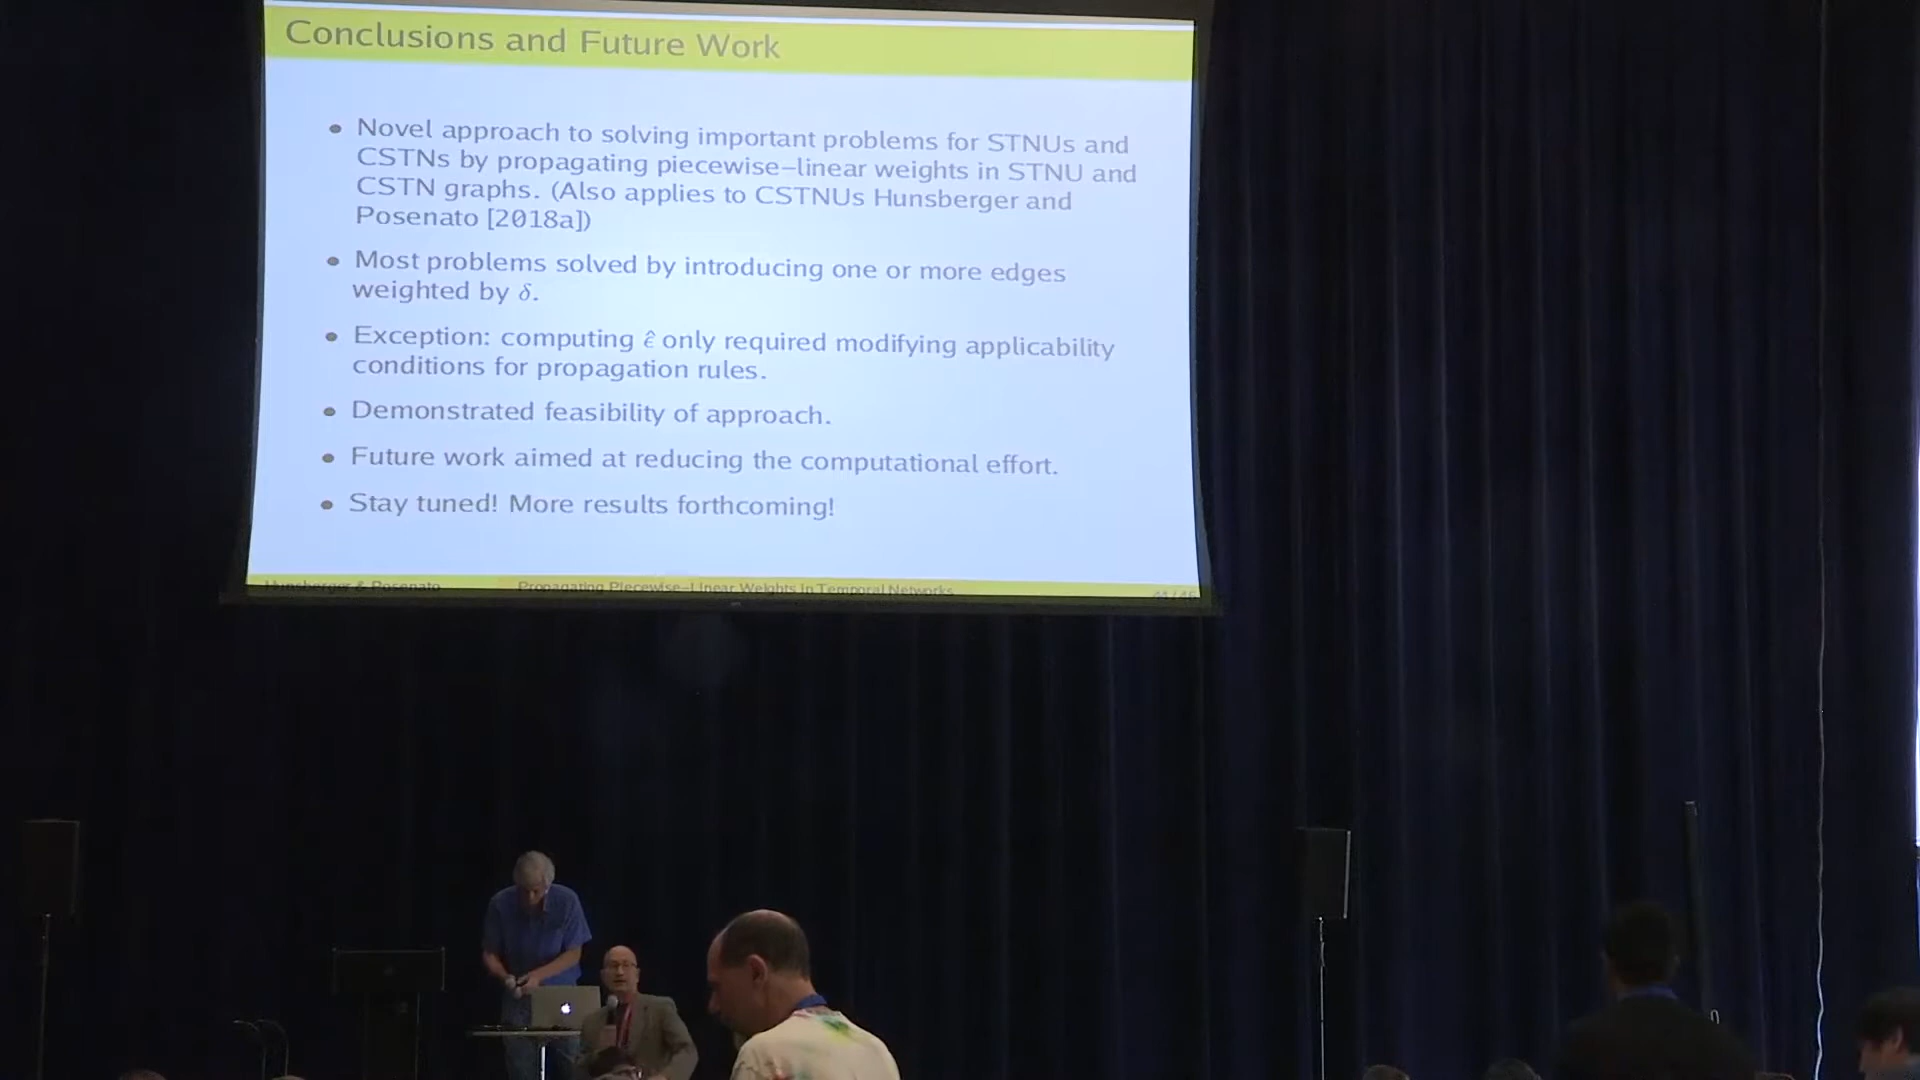 Conclusions and Future Work
• Novel approach to solving important problems for STNUs and
CSTNs by propagating piecewise–linear weights in STNU and
CSTN graphs. (Also applies to CSTNUs Hunsberger and
Posenato [2018a])
• Most problems solved by introducing one or more edges
weighted by δ.
• Exception: computing ε̂ only required modifying applicability
conditions for propagation rules.
• Demonstrated feasibility of approach.
• Future work aimed at reducing the computational effort.
• Stay tuned! More results forthcoming!
Hunsberger & Posenato Propagating Piecewise–Linear Weights in Temporal Networks